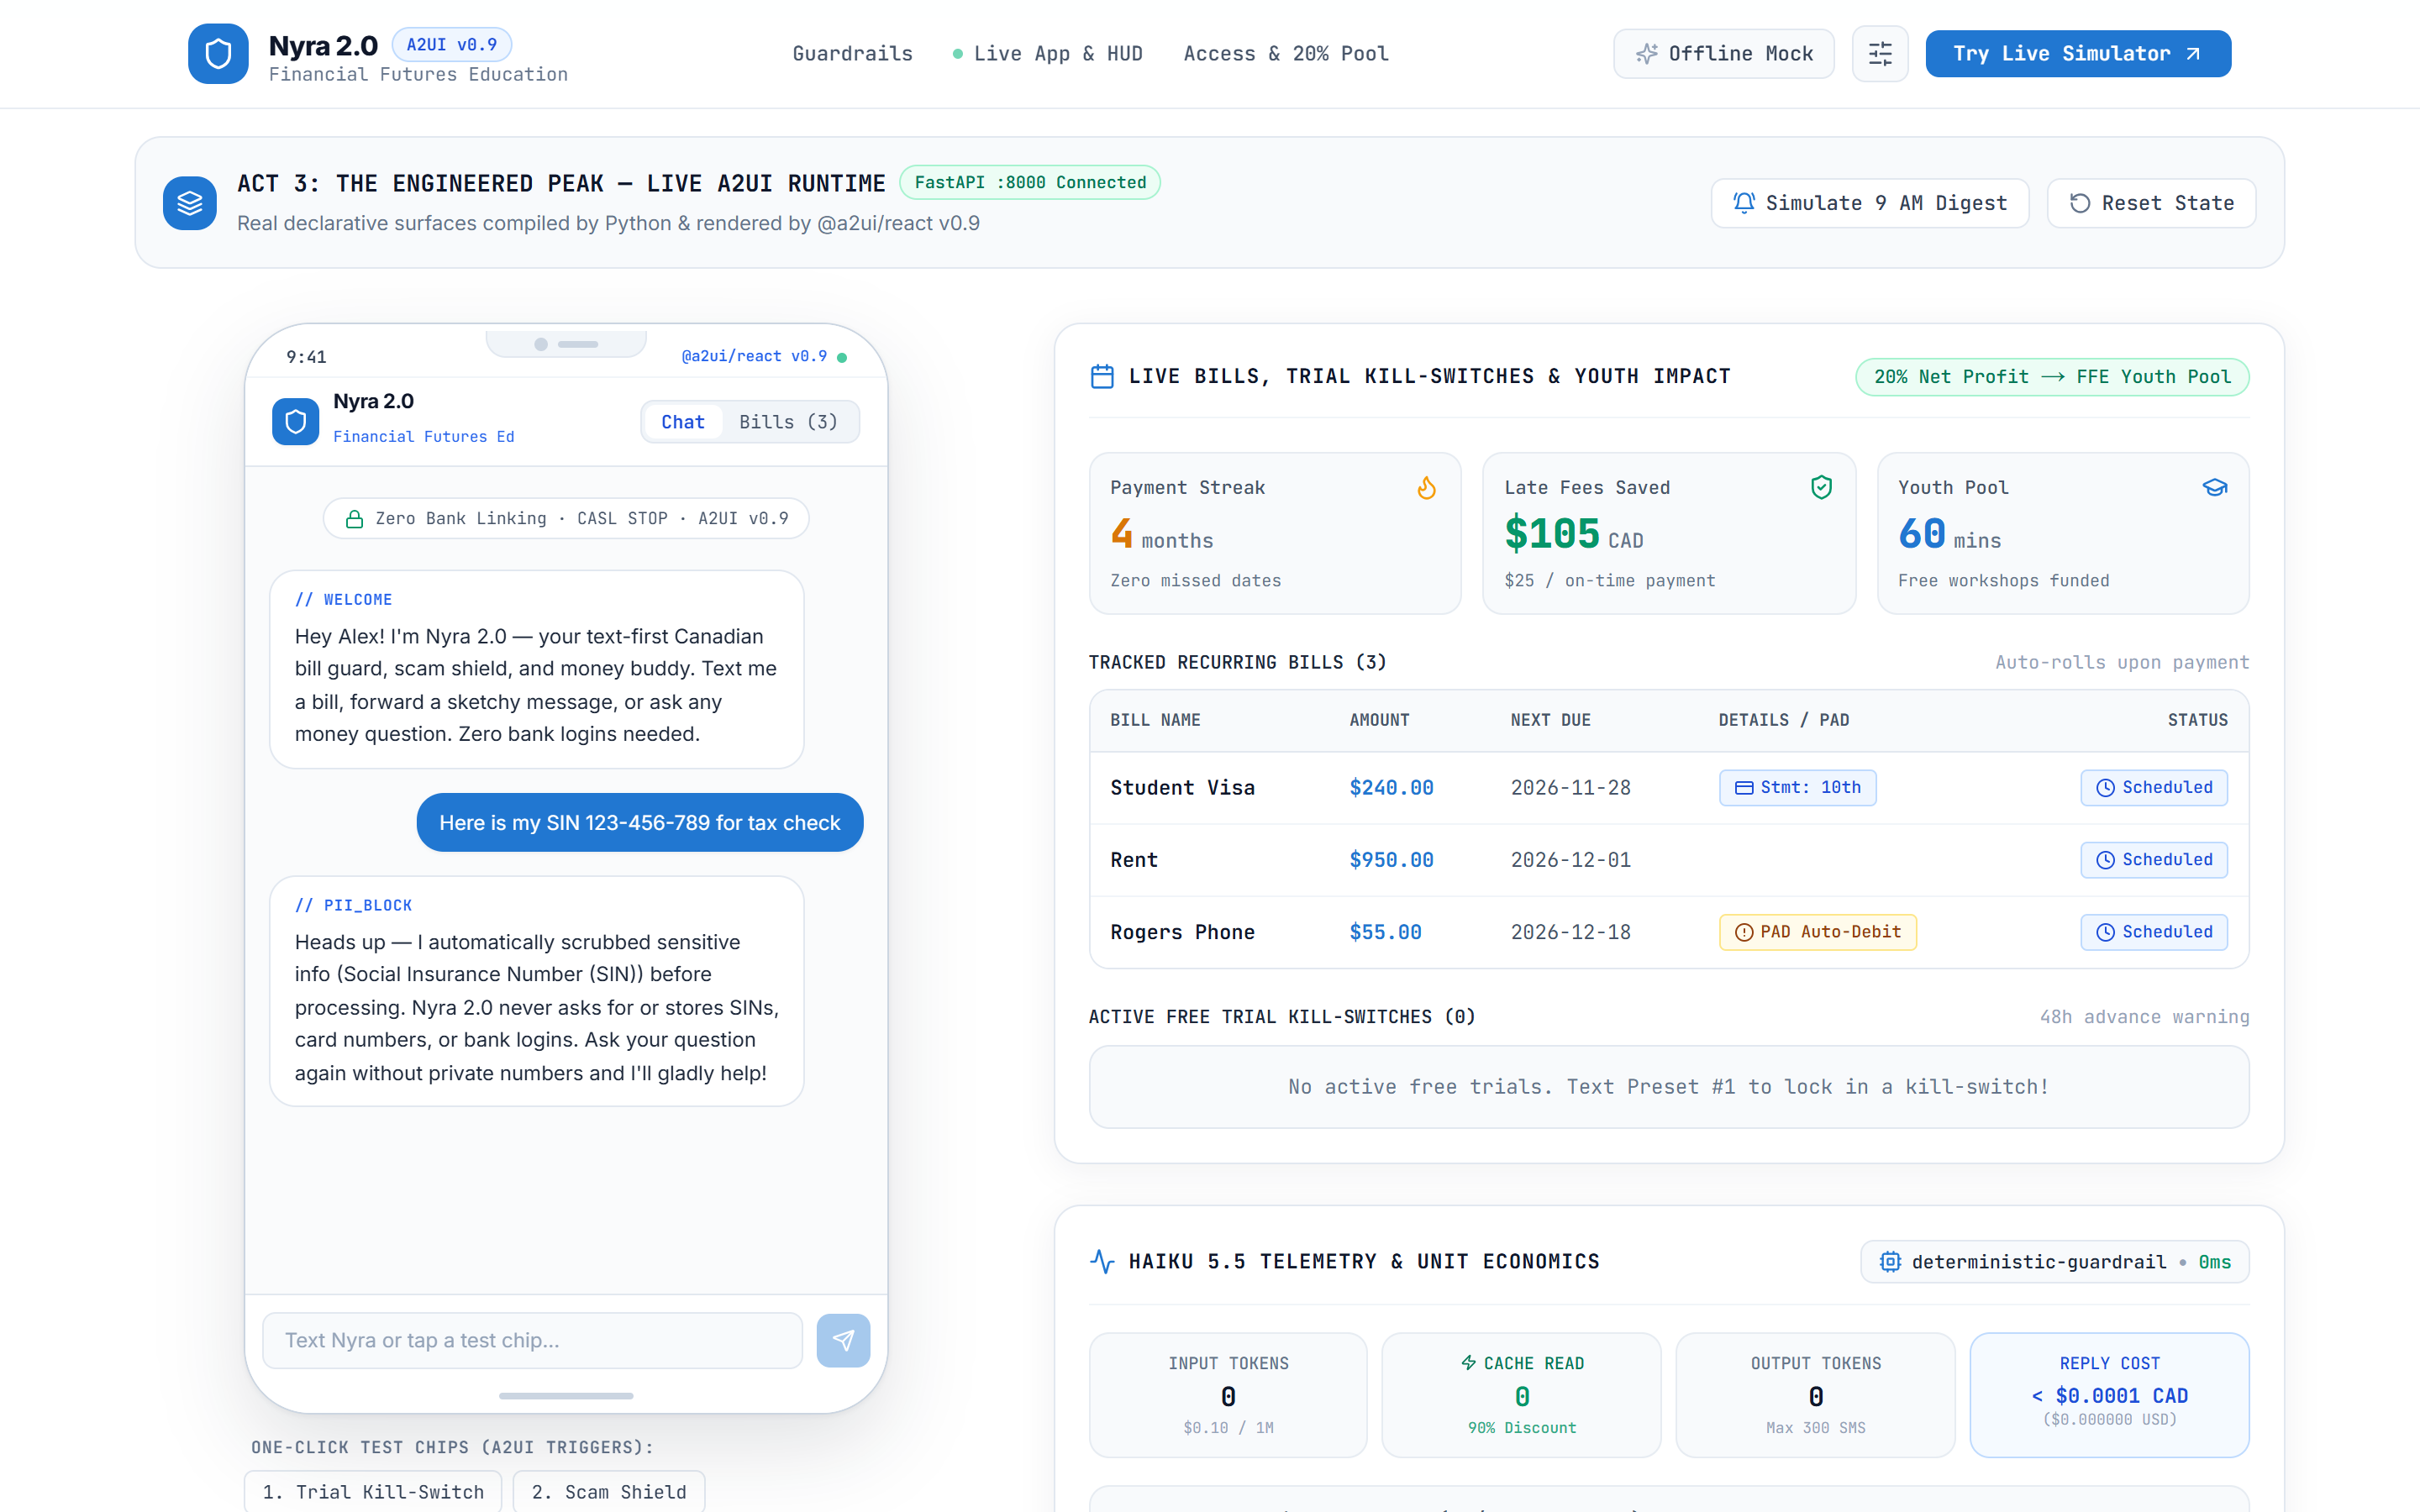 Nyra 2.0
A2UI v0.9
Financial Futures Education
Guardrails
Live App & HUD
Access & 20% Pool
Offline Mock
Try Live Simulator
ACT 3: THE ENGINEERED PEAK — LIVE A2UI RUNTIME
FastAPI :8000 Connected
Real declarative surfaces compiled by Python & rendered by @a2ui/react v0.9
Simulate 9 AM Digest
Reset State
9:41
@a2ui/react v0.9
Nyra 2.0
Financial Futures Ed
Chat
Bills (3)
Zero Bank Linking · CASL STOP · A2UI v0.9
// WELCOME
Hey Alex! I'm Nyra 2.0 — your text-first Canadian
bill guard, scam shield, and money buddy. Text me
a bill, forward a sketchy message, or ask any
money question. Zero bank logins needed.
Here is my SIN 123-456-789 for tax check
// PII_BLOCK
Heads up — I automatically scrubbed sensitive
info (Social Insurance Number (SIN)) before
processing. Nyra 2.0 never asks for or stores SINs,
card numbers, or bank logins. Ask your question
again without private numbers and I'll gladly help!
Text Nyra or tap a test chip...
ONE-CLICK TEST CHIPS (A2UI TRIGGERS):
1. Trial Kill-Switch
2. Scam Shield
LIVE BILLS, TRIAL KILL-SWITCHES & YOUTH IMPACT
20% Net Profit → FFE Youth Pool
Payment Streak
4 months
Zero missed dates
Late Fees Saved
$105 CAD
$25 / on-time payment
Youth Pool
60 mins
Free workshops funded
TRACKED RECURRING BILLS (3)
Auto-rolls upon payment
BILL NAME AMOUNT NEXT DUE DETAILS / PAD STATUS
Student Visa $240.00 2026-11-28 Stmt: 10th Scheduled
Rent $950.00 2026-12-01 Scheduled
Rogers Phone $55.00 2026-12-18 PAD Auto-Debit Scheduled
ACTIVE FREE TRIAL KILL-SWITCHES (0)
48h advance warning
No active free trials. Text Preset #1 to lock in a kill-switch!
HAIKU 5.5 TELEMETRY & UNIT ECONOMICS
deterministic-guardrail • 0ms
INPUT TOKENS
0
$0.10 / 1M
CACHE READ
0
90% Discount
OUTPUT TOKENS
0
Max 300 SMS
REPLY COST
< $0.0001 CAD
($0.000000 USD)